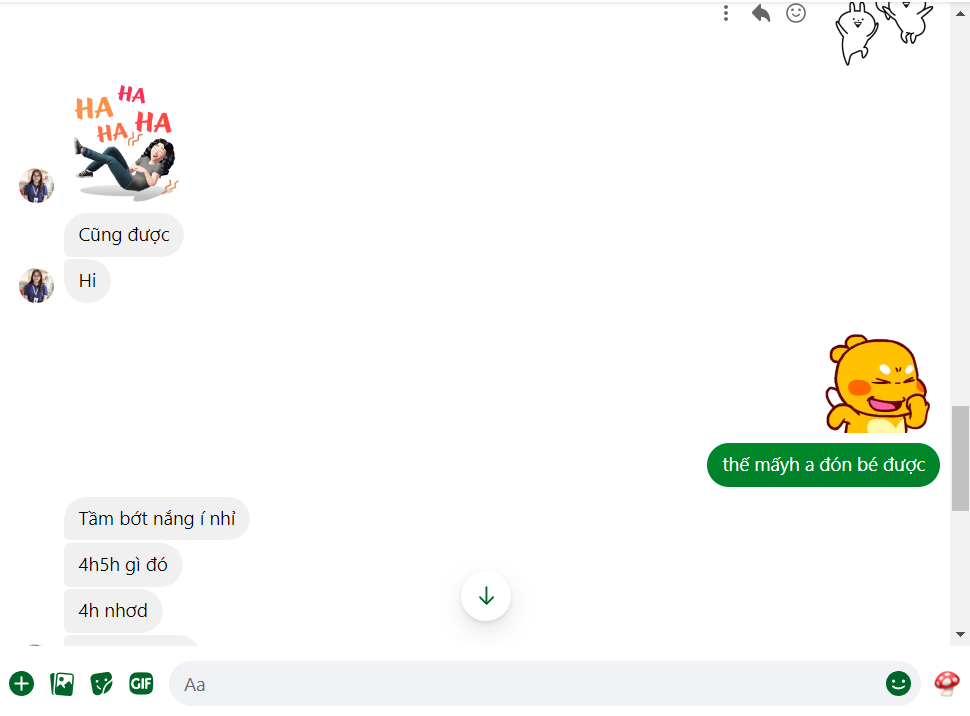 HA
HA
HA
HA
Cũng được
Hi
thế mấyh a đón bé được
Tầm bớt nắng í nhỉ
4h5h gì đó
4h nhơd
GIF
Aa